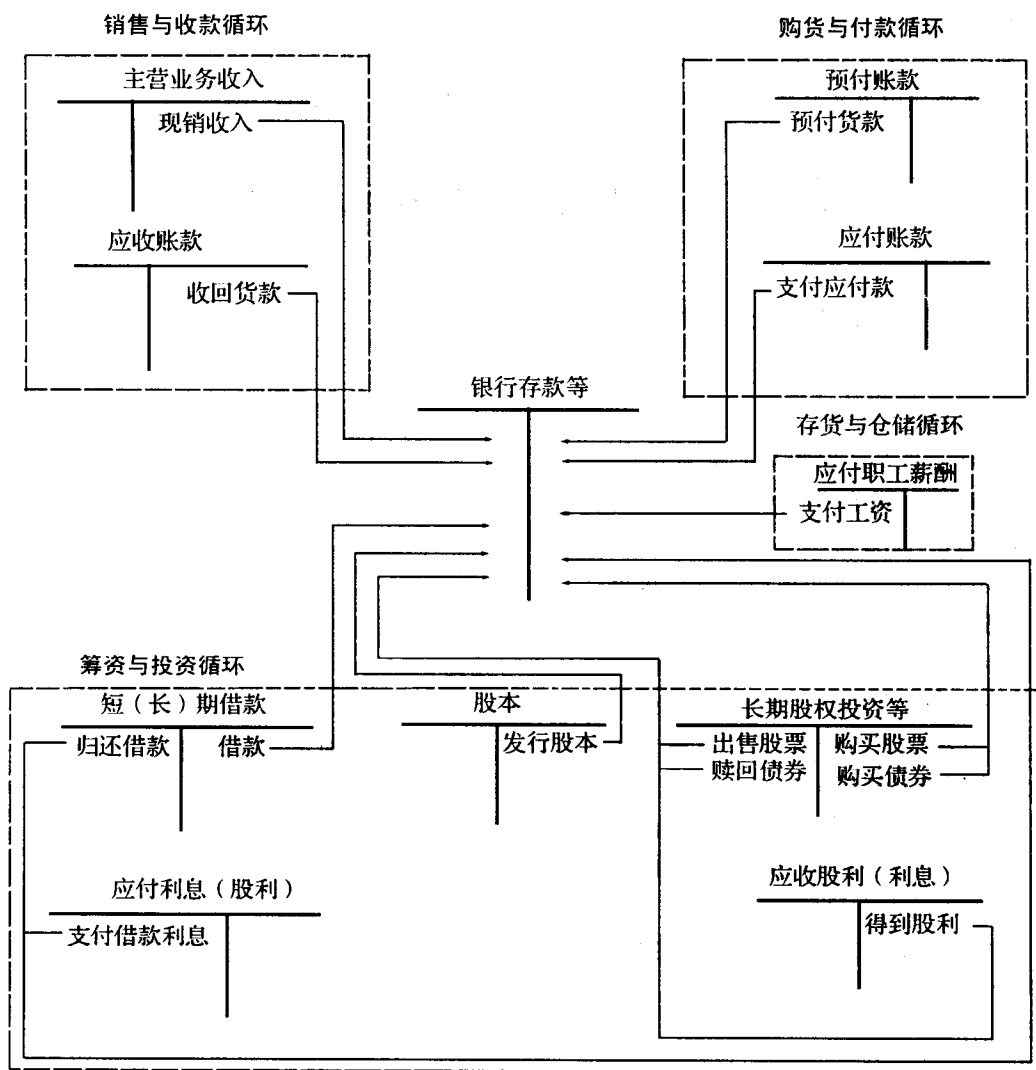 销售与收款循环
主营业务收入
现销收入
应收账款
收回货款
购货与付款循环
预付账款
预付货款
应付账款
支付应付款
银行存款等
存货与仓储循环
应付职工薪酬
支付工资
筹资与投资循环
短（长）期借款
归还借款 借款
股本
发行股本
长期股权投资等
出售股票 购买股票
赎回债券 购买债券
应付利息（股利）
支付借款利息
应收股利（利息）
得到股利